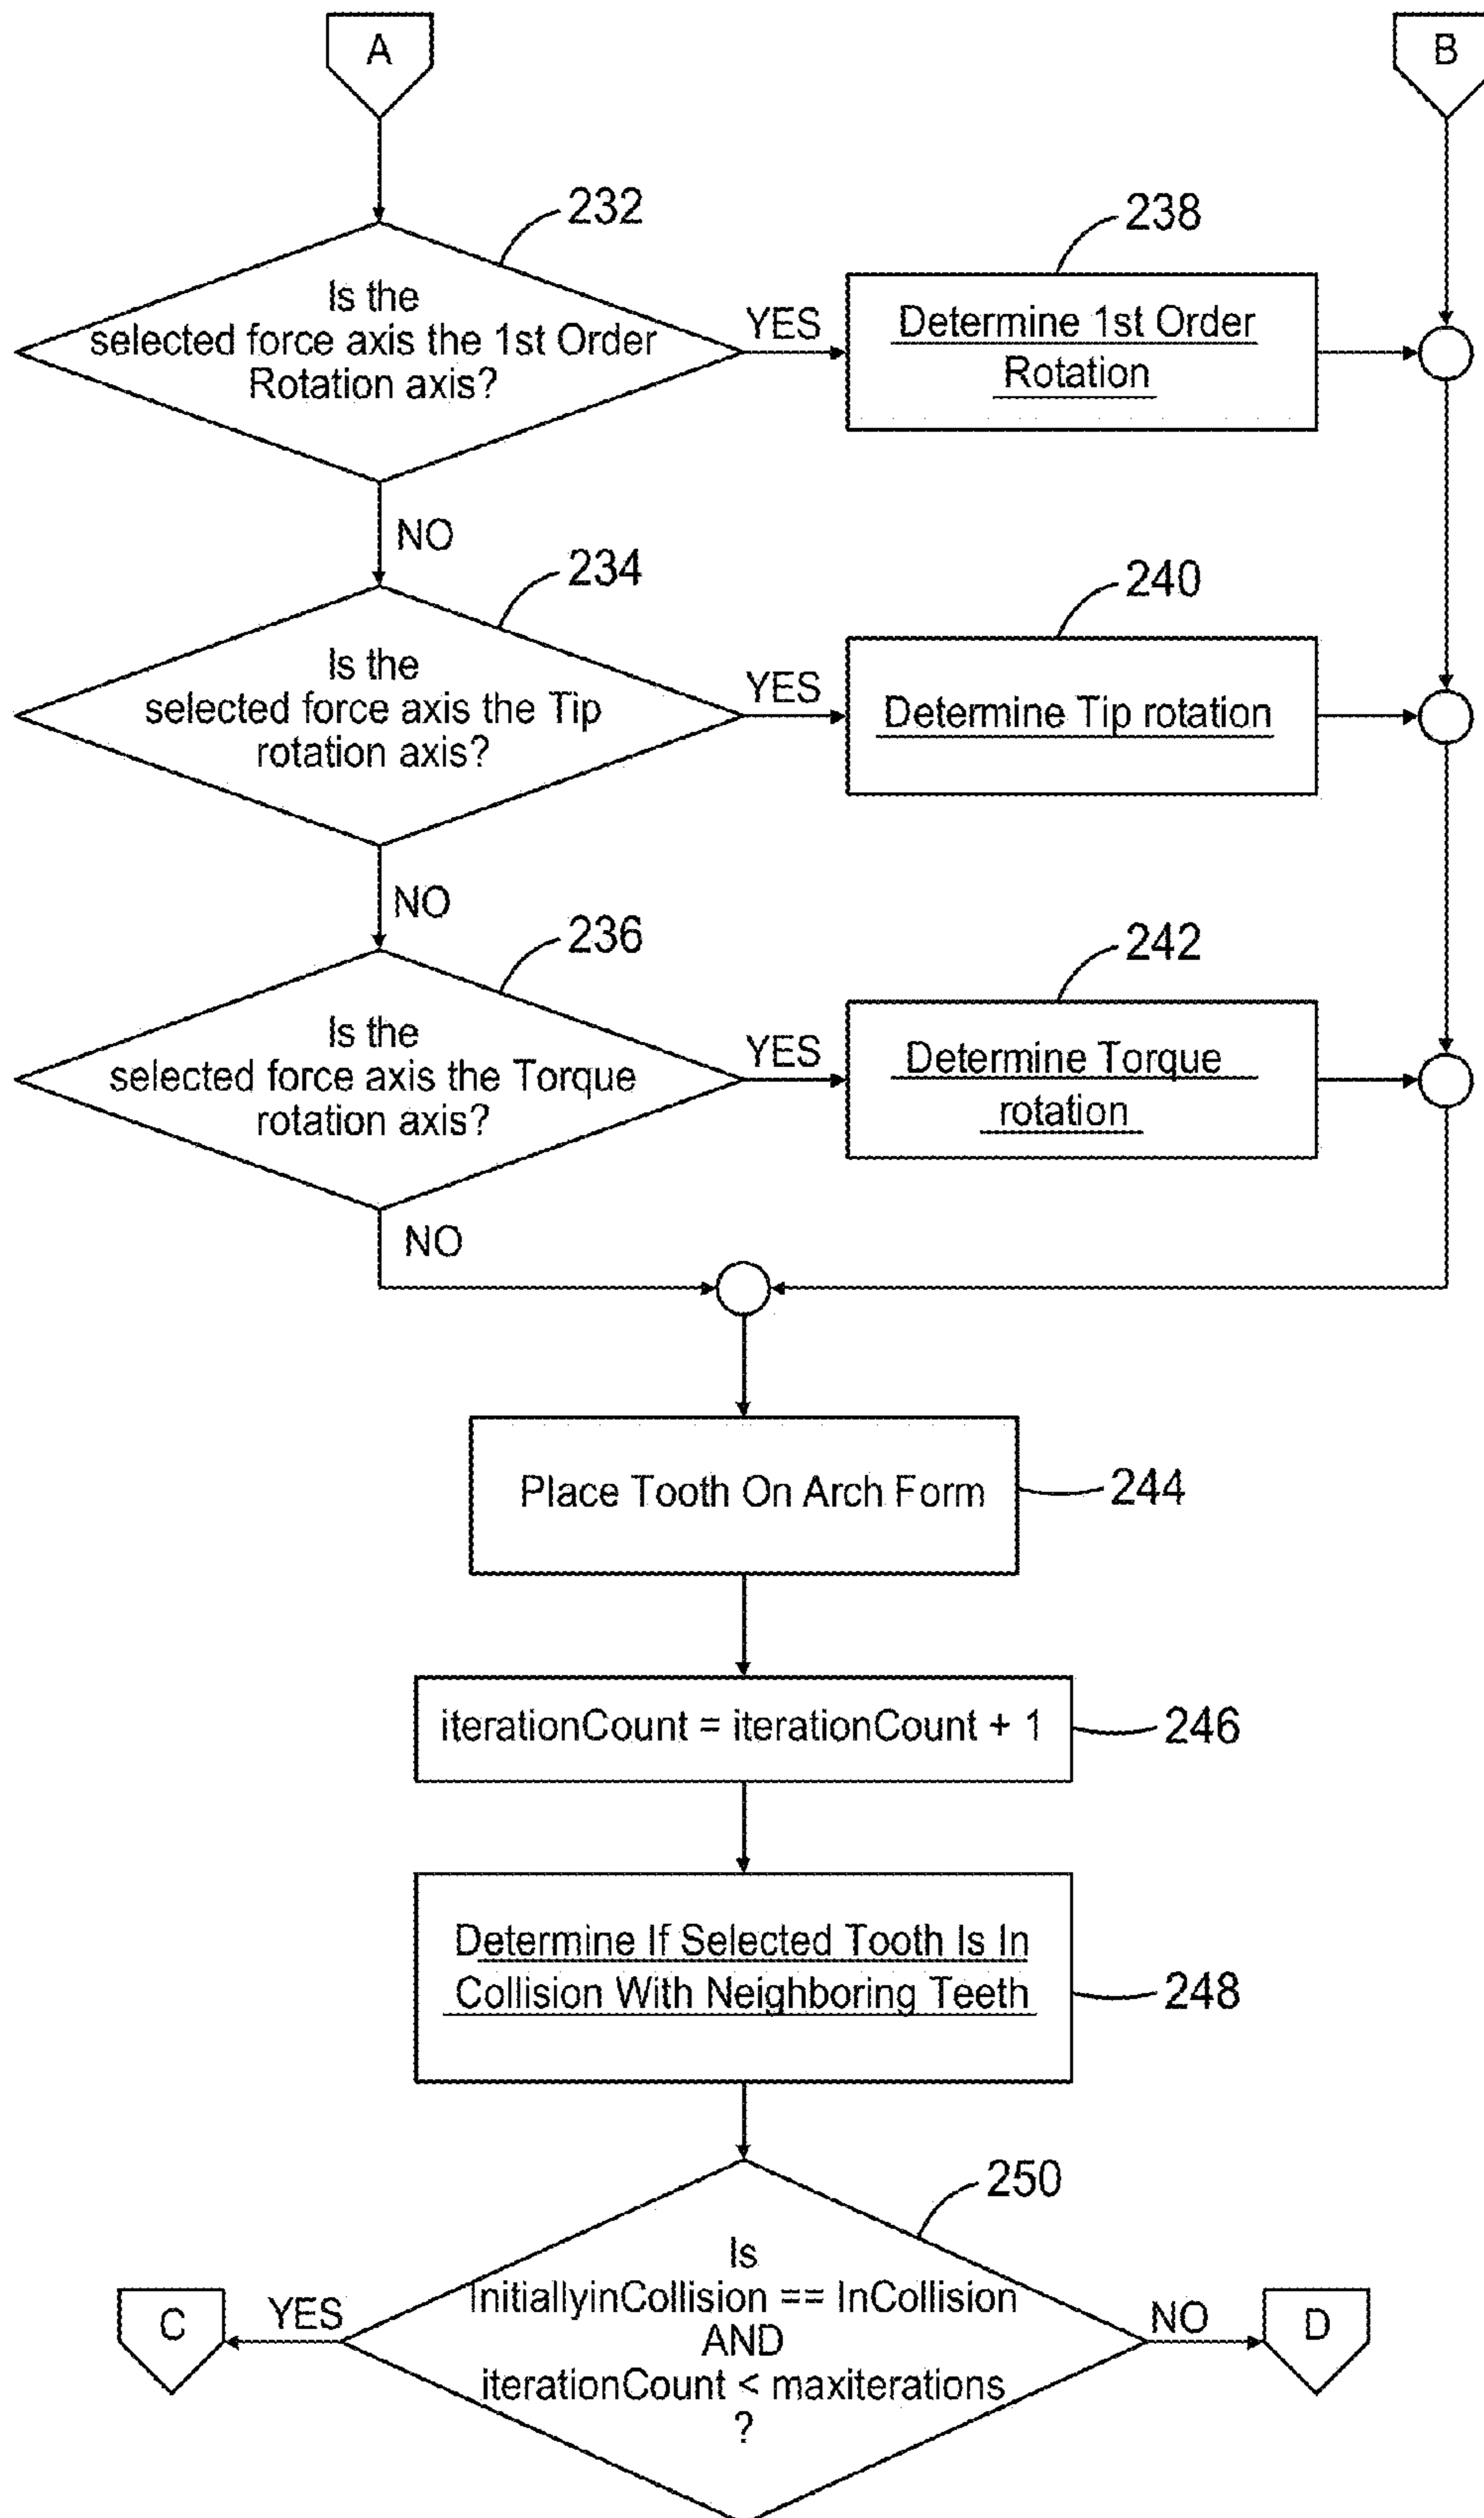 A
B
232
Is the
selected force axis the 1st Order
Rotation axis?
YES
238
Determine 1st Order
Rotation
NO
234
Is the
selected force axis the Tip
rotation axis?
YES
240
Determine Tip rotation
NO
236
Is the
selected force axis the Torque
rotation axis?
YES
242
Determine Torque
rotation
NO
Place Tooth On Arch Form
244
iterationCount = iterationCount + 1
246
Determine If Selected Tooth Is In
Collision With Neighboring Teeth
248
250
Is
InitiallyinCollision == InCollision
AND
iterationCount < maxiterations
?
YES
C
NO
D